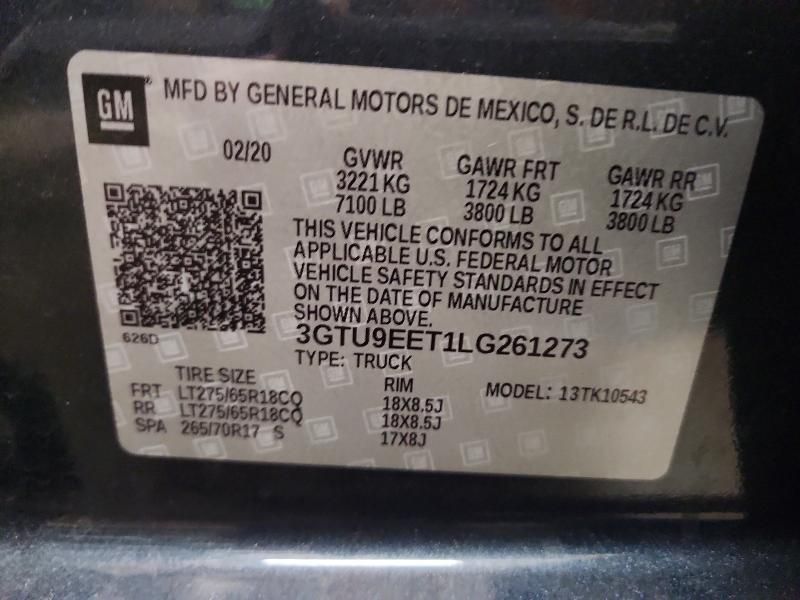 GM
MFD BY GENERAL MOTORS DE MEXICO, S. DE R.L. DE C.V.
02/20 GVWR GAWR FRT GAWR RR
3221 KG 1724 KG 1724 KG
7100 LB 3800 LB 3800 LB
THIS VEHICLE CONFORMS TO ALL
APPLICABLE U.S. FEDERAL MOTOR
VEHICLE SAFETY STANDARDS IN EFFECT
ON THE DATE OF MANUFACTURE
SHOWN ABOVE.
626D
3GTU9EET1LG261273
TYPE: TRUCK
TIRE SIZE RIM MODEL: 13TK10543
FRT LT275/65R18CQ 18X8.5J
RR LT275/65R18CQ 18X8.5J
SPA 265/70R17 S 17X8J